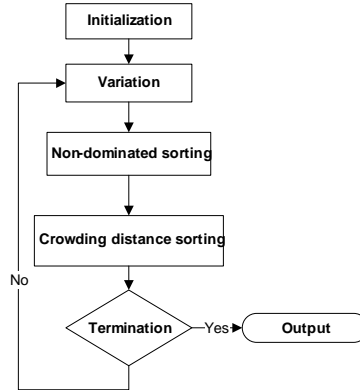 Initialization
Variation
Non-dominated sorting
Crowding distance sorting
No
Termination
Yes
Output